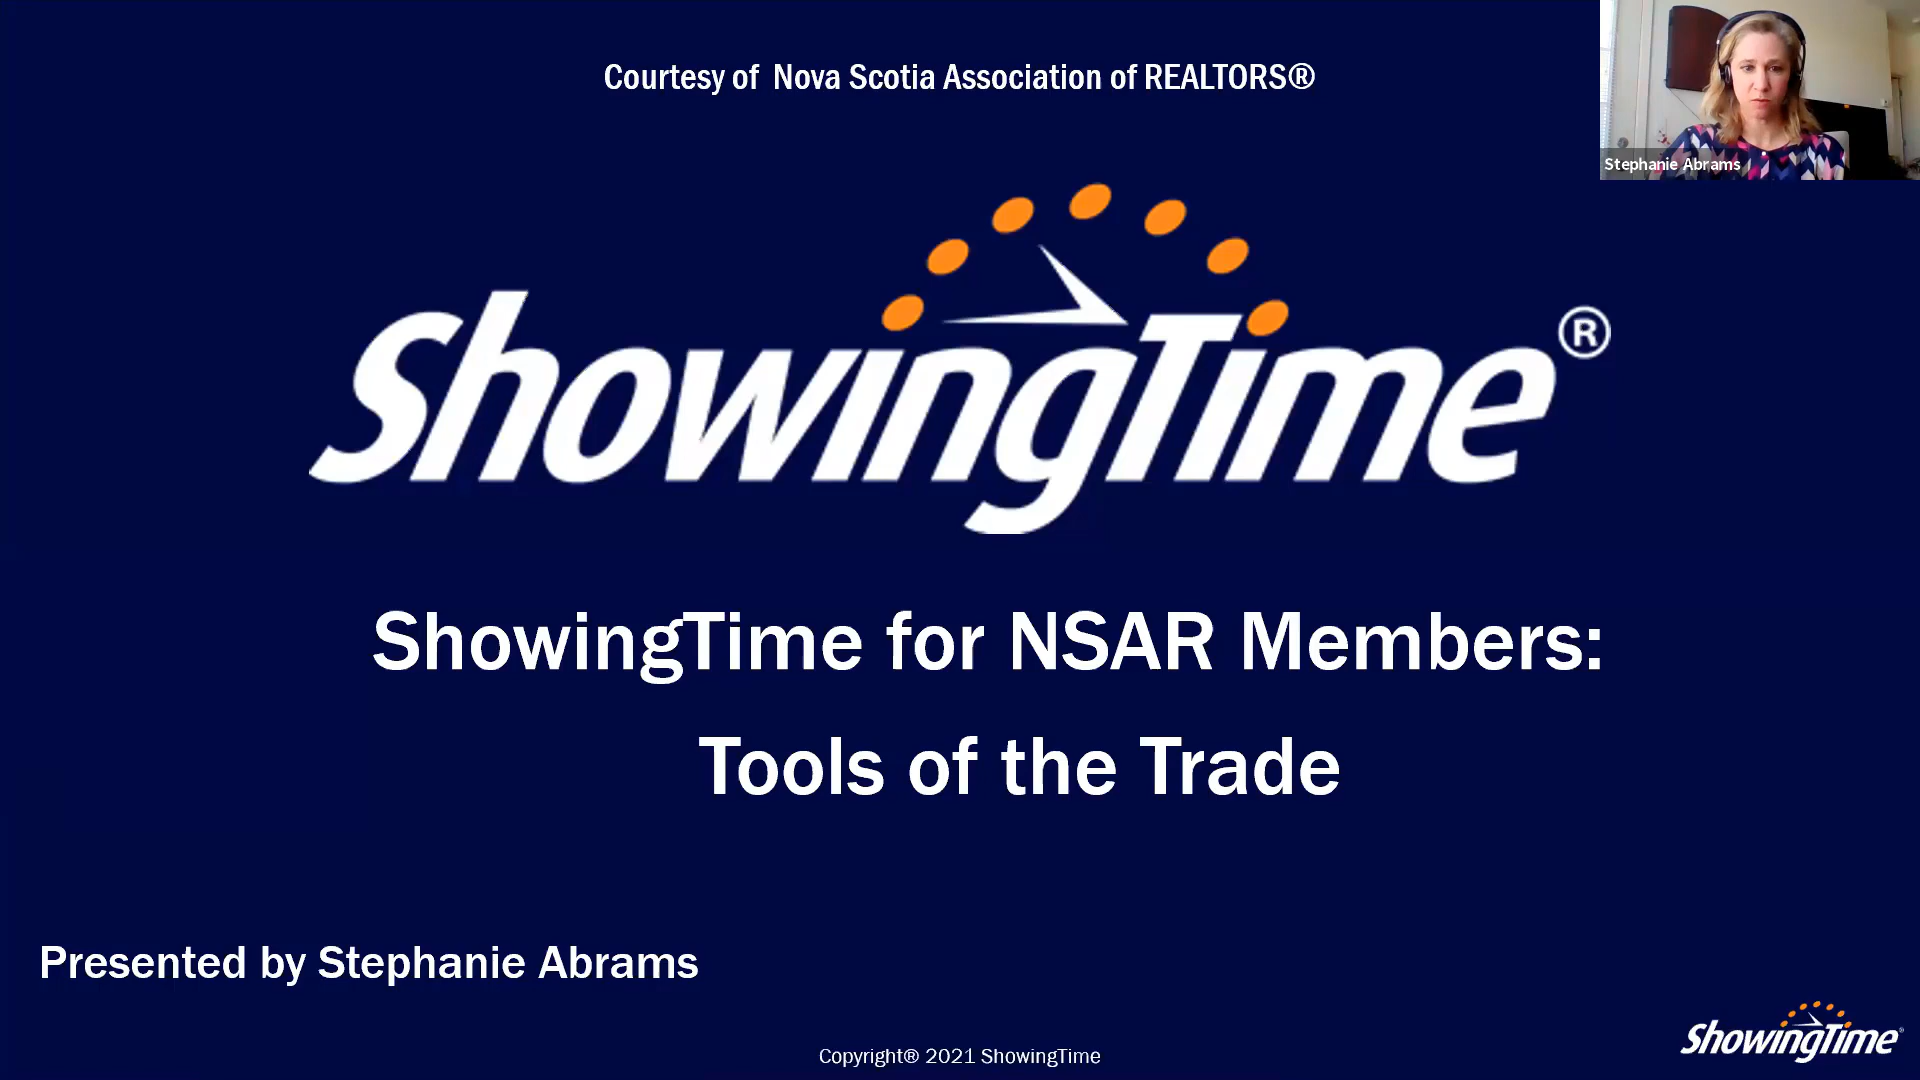 Courtesy of Nova Scotia Association of REALTORS®
Stephanie Abrams
ShowingTime®
ShowingTime for NSAR Members:
Tools of the Trade
Presented by Stephanie Abrams
Copyright® 2021 ShowingTime
ShowingTime®